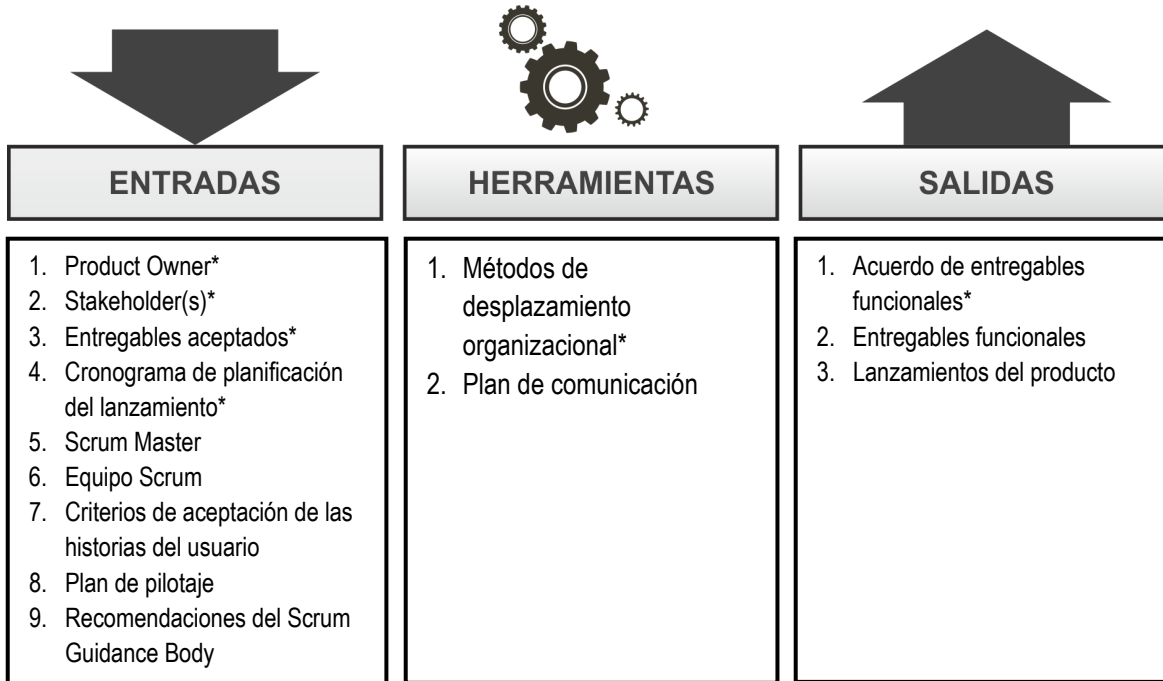 ENTRADAS
1. Product Owner*
2. Stakeholder(s)*
3. Entregables aceptados*
4. Cronograma de planificación
del lanzamiento*
5. Scrum Master
6. Equipo Scrum
7. Criterios de aceptación de las
historias del usuario
8. Plan de pilotaje
9. Recomendaciones del Scrum
Guidance Body
HERRAMIENTAS
1. Métodos de
desplazamiento
organizacional*
2. Plan de comunicación
SALIDAS
1. Acuerdo de entregables
funcionales*
2. Entregables funcionales
3. Lanzamientos del producto